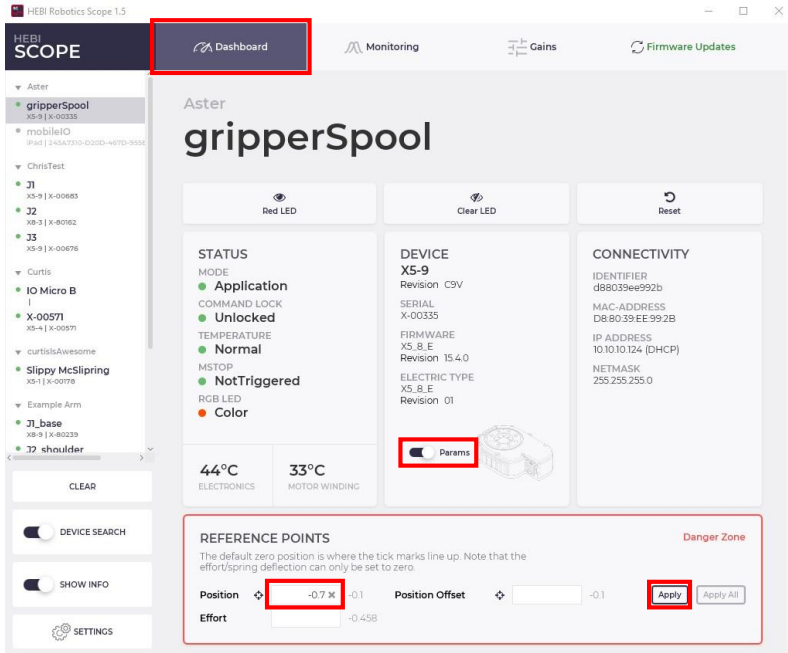 HEBI Robotics Scope 1.5
HEBI
SCOPE
Dashboard
Monitoring
Gains
Firmware Updates
Aster
gripperSpool
X5-9 | X-00335
mobileIO
ChrisTest
J1
X5-9 | X-00683
J2
X8-3 | X-80162
J3
X5-9 | X-00676
Curtis
IO Micro B
|
X-00571
X5-4 | X-00571
curtisIsAwesome
Slippy McSlipring
X5-1 | X-00178
Example Arm
J1_base
X8-9 | X-80239
J2_shoulder
CLEAR
DEVICE SEARCH
SHOW INFO
SETTINGS
Aster
gripperSpool
Red LED
Clear LED
Reset
STATUS
MODE
Application
COMMAND LOCK
Unlocked
TEMPERATURE
Normal
MSTOP
NotTriggered
RGB LED
Color
44°C
ELECTRONICS
33°C
MOTOR WINDING
DEVICE
X5-9
Revision C9V
SERIAL
X-00335
FIRMWARE
X5_8_E
Revision 15.4.0
ELECTRIC TYPE
X5_8_E
Revision 01
Params
CONNECTIVITY
IDENTIFIER
d88039ee992b
MAC-ADDRESS
D8:80:39:EE:99:2B
IP ADDRESS
10.10.10.124 (DHCP)
NETMASK
255.255.255.0
REFERENCE POINTS
Danger Zone
The default zero position is where the tick marks line up. Note that the
effort/spring deflection can only be set to zero.
Position -0.7 -0.1 Position Offset -0.1 Apply Apply All
Effort -0.458